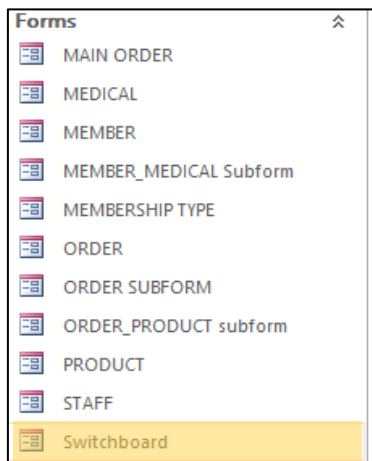 Forms
MAIN ORDER
MEDICAL
MEMBER
MEMBER_MEDICAL Subform
MEMBERSHIP TYPE
ORDER
ORDER SUBFORM
ORDER_PRODUCT subform
PRODUCT
STAFF
Switchboard